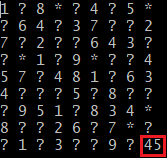 1 ? 8 * ? 4 ? 5 *
? 6 4 ? 3 7 ? ? 2
7 ? 2 ? ? 6 4 3 ?
? * 1 9 ? * ? ? 4
5 7 ? 4 8 1 ? 6 3
4 ? ? 5 ? ? 8 ? ?
? 9 5 1 ? 8 3 4 *
8 ? ? 2 6 ? 7 * ?
? 1 ? 3 ? ? 9 ? 45